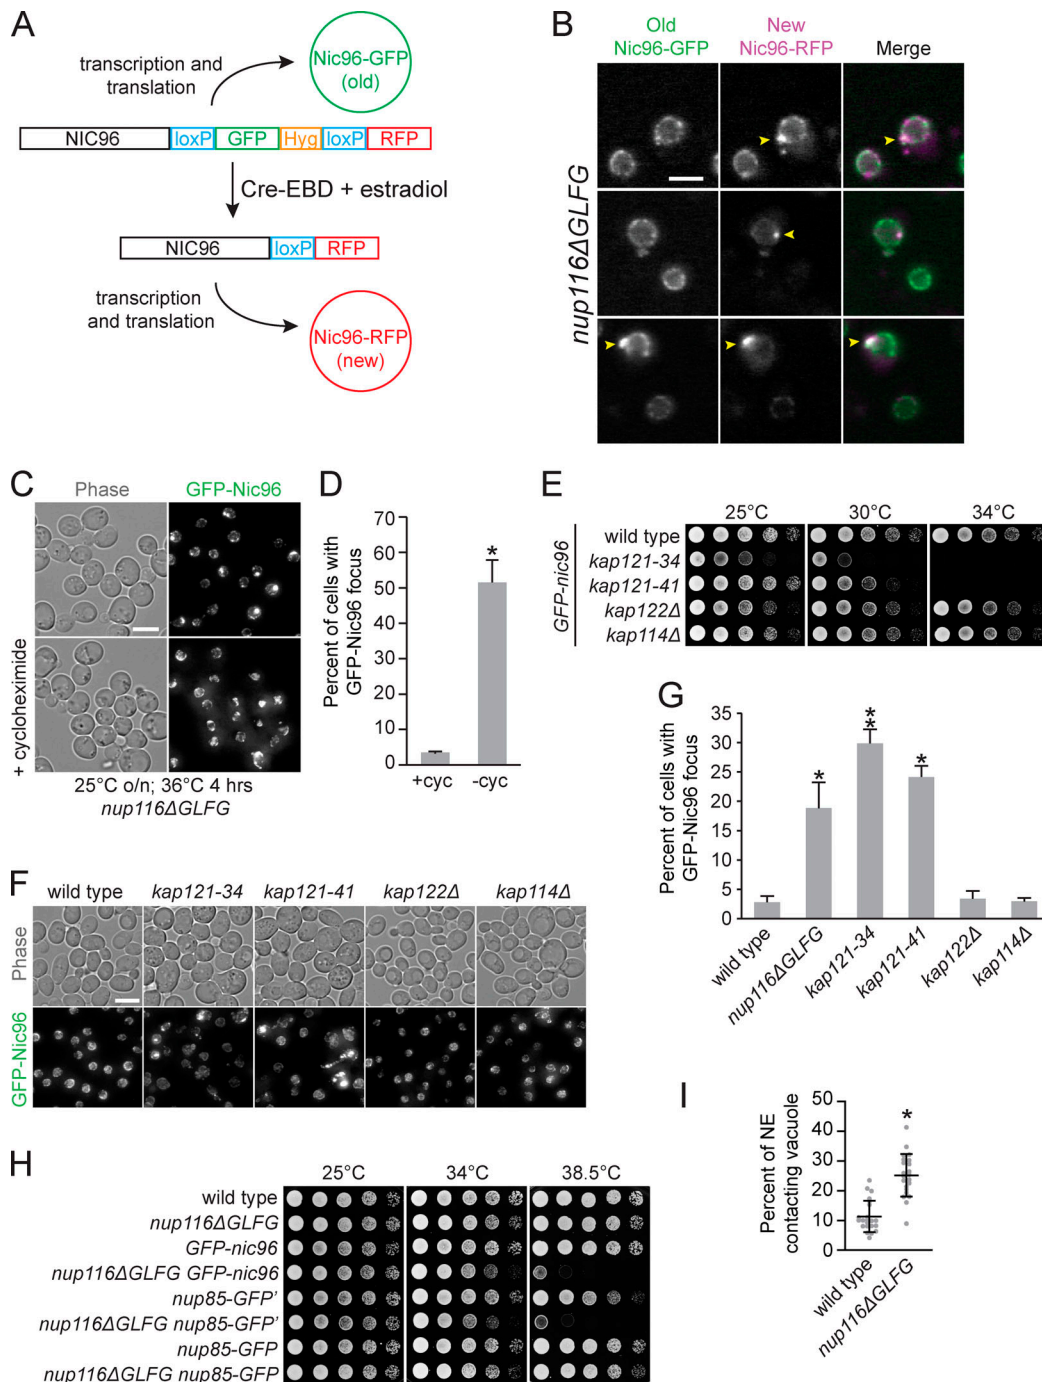 A
transcription and
translation
Nic96-GFP
(old)
NIC96 loxP GFP Hyg loxP RFP
Cre-EBD + estradiol
NIC96 loxP RFP
transcription
and translation
Nic96-RFP
(new)
B
Old
Nic96-GFP
New
Nic96-RFP
Merge
nup116ΔGLFG
C
Phase GFP-Nic96
+ cycloheximide
25°C o/n; 36°C 4 hrs
nup116ΔGLFG
D
Percent of cells with
GFP-Nic96 focus
70
60
50
40
30
20
10
0
*
+cyc -cyc
E
25°C 30°C 34°C
GFP-nic96
wild type
kap121-34
kap121-41
kap122Δ
kap114Δ
F
wild type kap121-34 kap121-41 kap122Δ kap114Δ
Phase
GFP-Nic96
G
Percent of cells with
GFP-Nic96 focus
35
30
25
20
15
10
5
0
* ** *
wild type
nup116ΔGLFG
kap121-34
kap121-41
kap122Δ
kap114Δ
H
25°C 34°C 38.5°C
wild type
nup116ΔGLFG
GFP-nic96
nup116ΔGLFG GFP-nic96
nup85-GFP'
nup116ΔGLFG nup85-GFP'
nup85-GFP
nup116ΔGLFG nup85-GFP
I
Percent of NE
contacting vacuole
50
40
30
20
10
0
*
wild type
nup116ΔGLFG